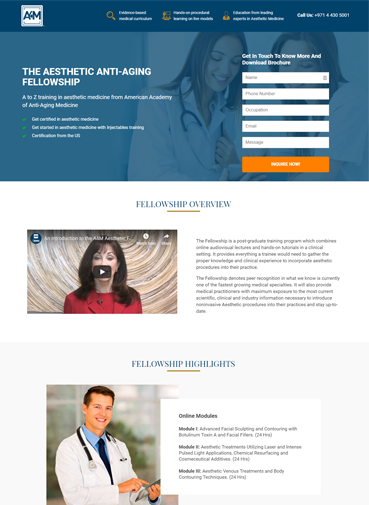 A4M
Evidence-based
medical curriculum
Hands-on procedural
learning on live models
Education from leading
experts in Aesthetic Medicine
Call Us: +971 4 430 5001
THE AESTHETIC ANTI-AGING
FELLOWSHIP
A to Z training in aesthetic medicine from American Academy
of Anti-Aging Medicine
Get certified in aesthetic medicine
Get started in aesthetic medicine with injectables training
Certification from the US
Get In Touch To Know More And
Download Brochure
Name
Phone Number
Occupation
Email
Message
INQUIRE NOW!
FELLOWSHIP OVERVIEW
An Introduction to the A4M Aesthetic
The Fellowship is a post-graduate training program which combines
online audiovisual lectures and hands-on tutorials in a clinical
setting. It provides everything a trainee would need to gather the
proper knowledge and clinical experience to incorporate aesthetic
procedures into their practice.
The Fellowship denotes peer recognition in what we know is currently
one of the fastest growing medical specialties. It will also provide
medical practitioners with maximum exposure to the most current
scientific, clinical and industry information necessary to introduce
noninvasive Aesthetic procedures into their practices and stay up-to-
date.
FELLOWSHIP HIGHLIGHTS
Online Modules
Module I: Advanced Facial Sculpting and Contouring with
Botulinum Toxin A and Facial Fillers. (24 Hrs)
Module II: Aesthetic Treatments Utilizing Laser and Intense
Pulsed Light Applications, Chemical Resurfacing and
Cosmeceutical Additives. (24 Hrs)
Module III: Aesthetic Venous Treatments and Body
Contouring Techniques. (24 Hrs)